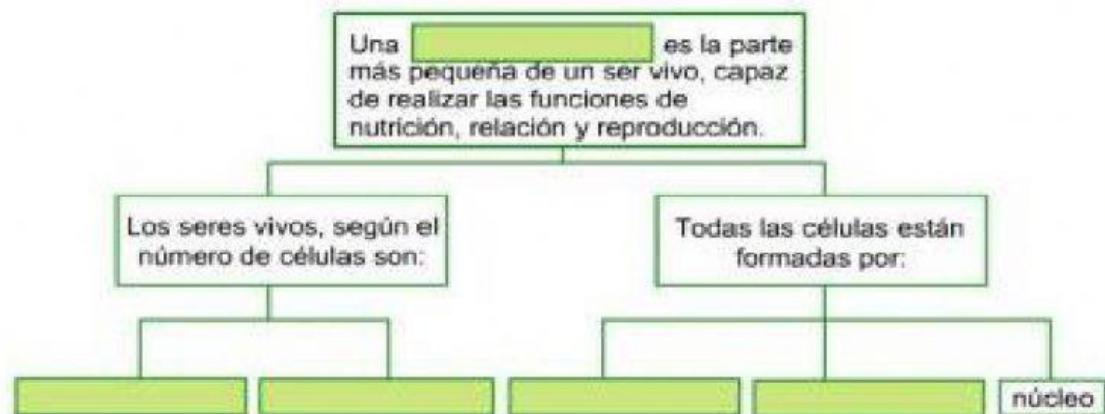 Una es la parte
más pequeña de un ser vivo, capaz
de realizar las funciones de
nutrición, relación y reproducción.
Los seres vivos, según el
número de células son:
Todas las células están
formadas por:
núcleo